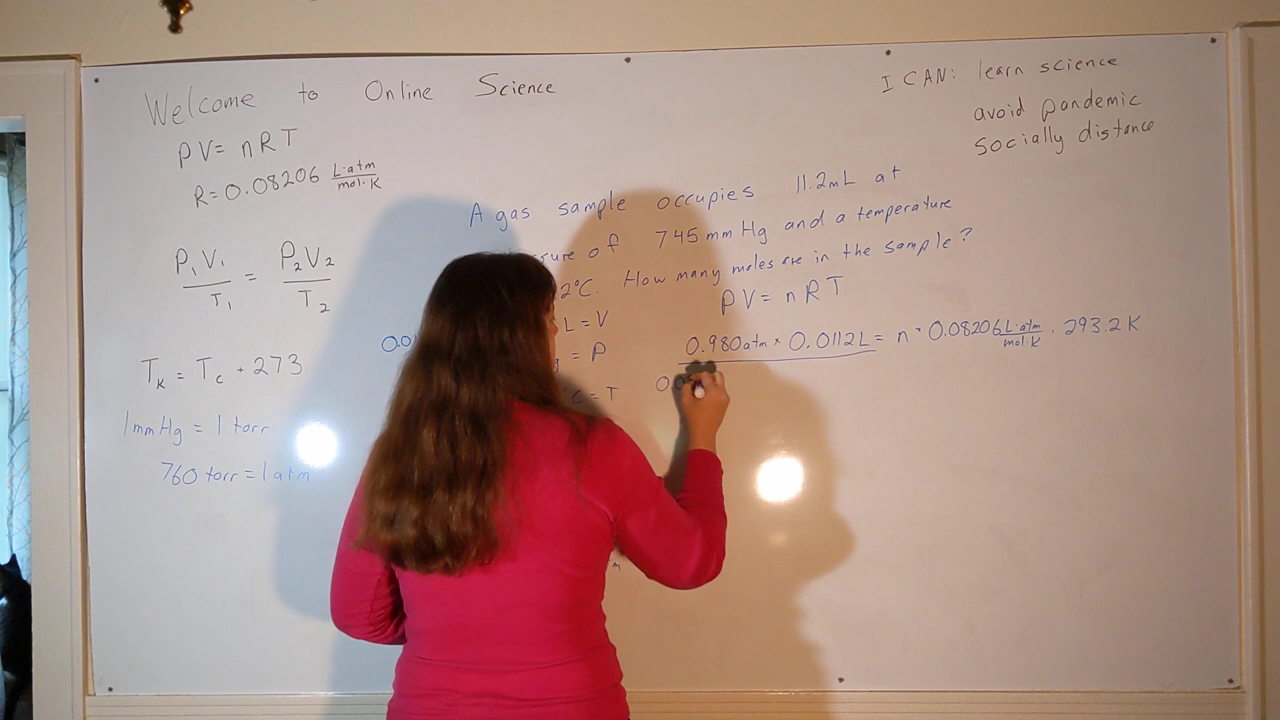 Welcome to Online Science
I CAN: learn science
avoid pandemic
socially distance
PV = nRT
R = 0.08206 L·atm/mol·K
A gas sample occupies 11.2mL at
of 745 mm Hg and a temperature
2°C. How many moles are in the sample?
P₁V₁/T₁ = P₂V₂/T₂
PV = nRT
L = V
= P
°C = T
0.980atm × 0.0112L = n · 0.08206 L·atm/mol·K · 293.2 K
T_K = T_C + 273
1mmHg = 1 torr
760 torr = 1 atm